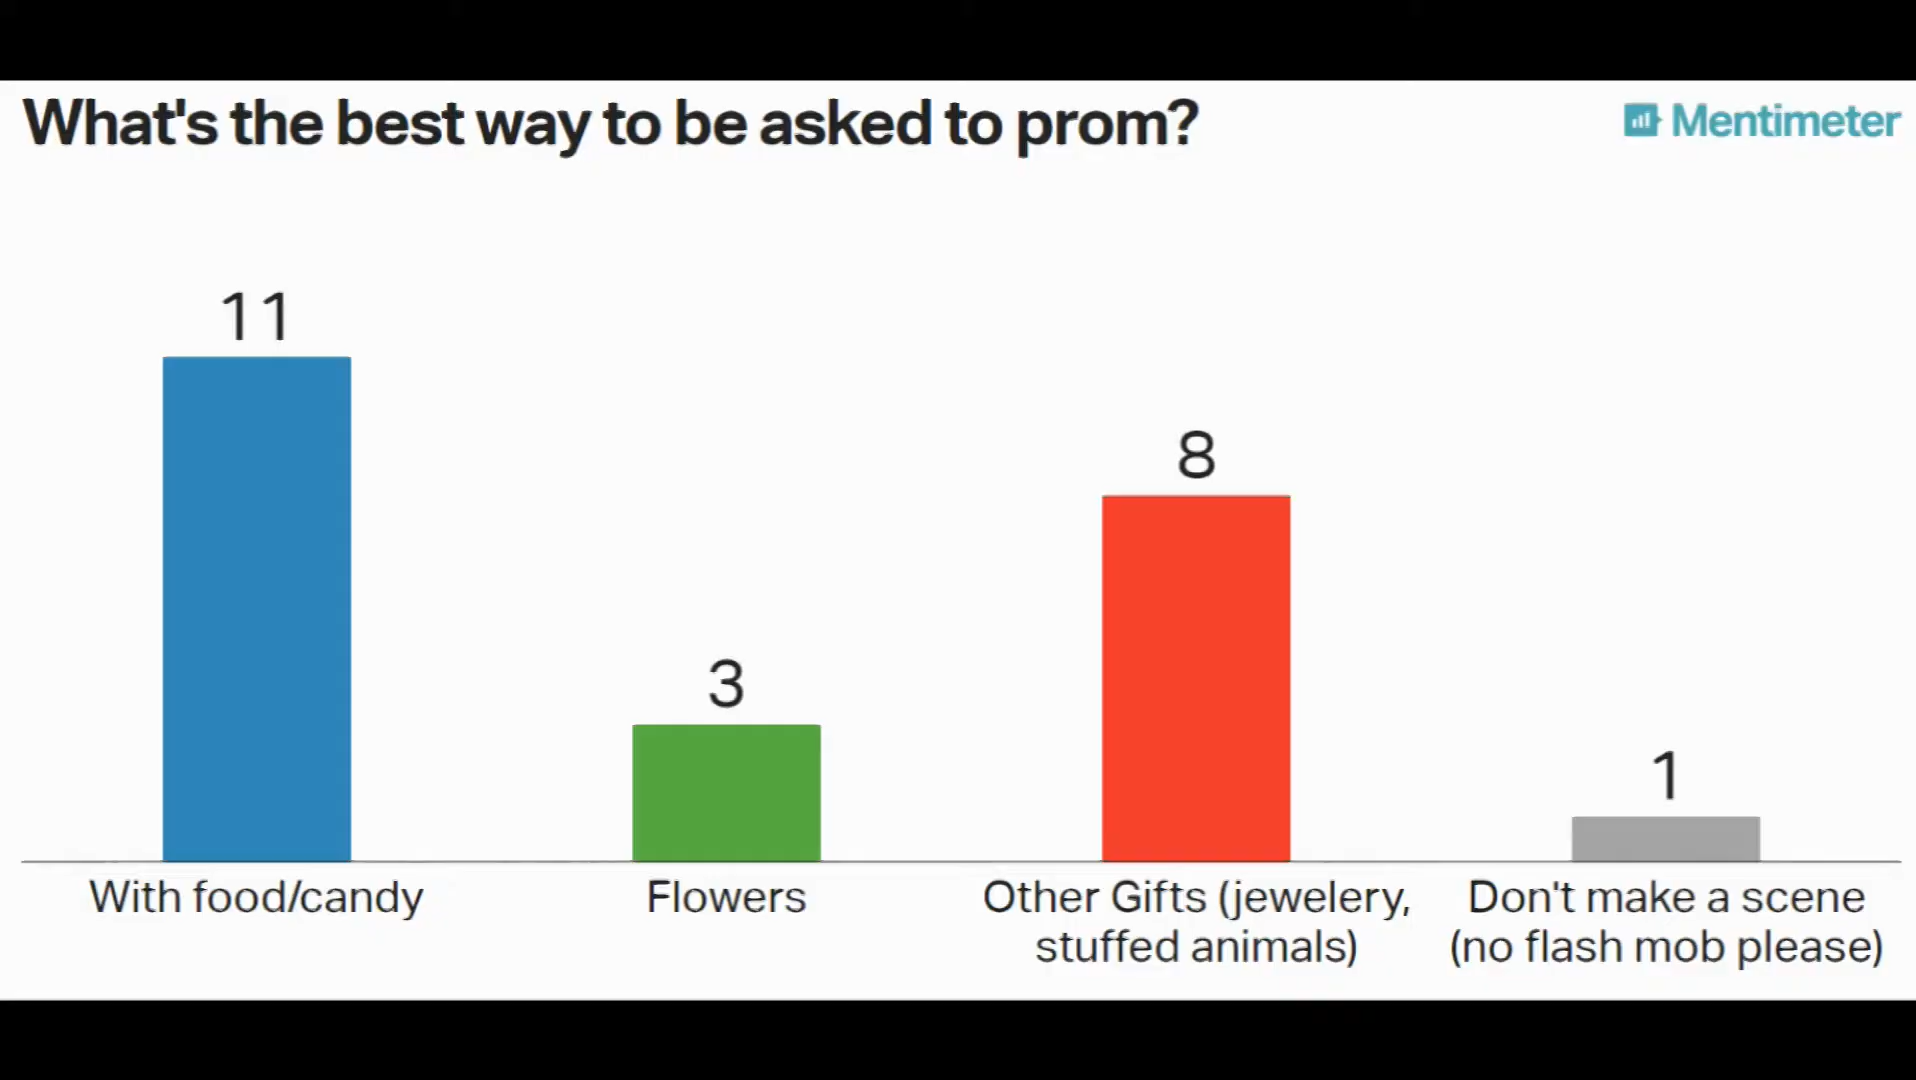 What's the best way to be asked to prom?
Mentimeter
11
3
8
1
With food/candy
Flowers
Other Gifts (jewelery,
stuffed animals)
Don't make a scene
(no flash mob please)